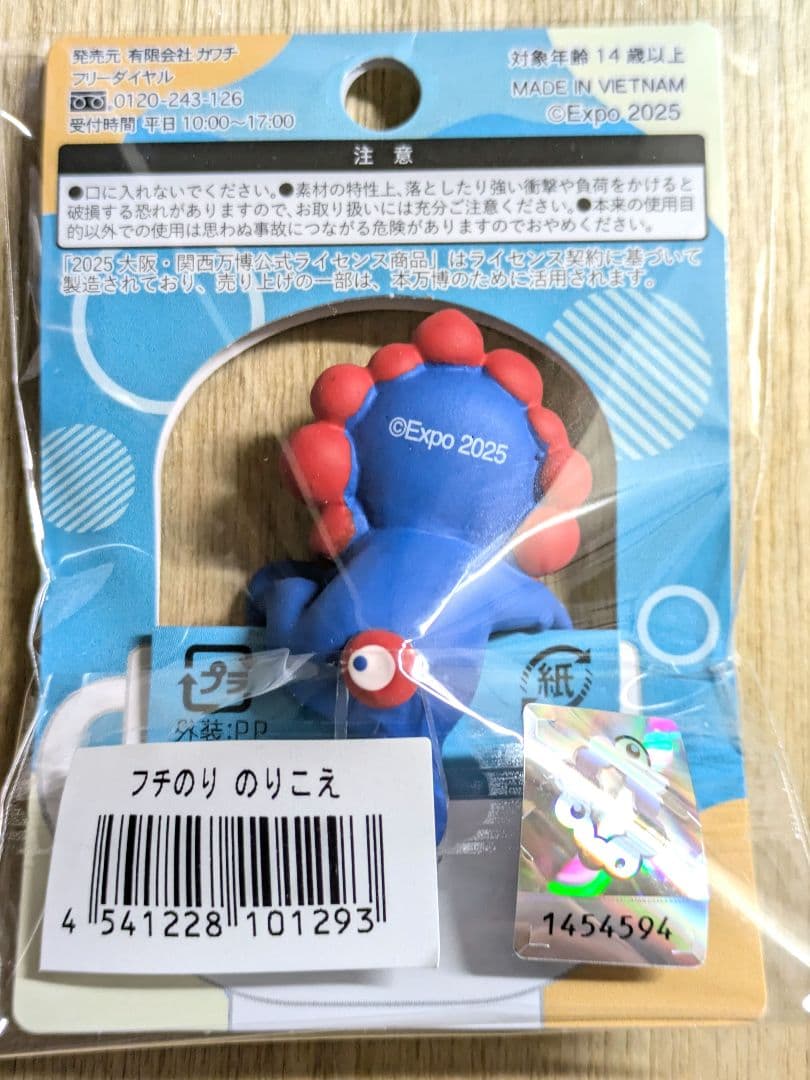 発売元 有限会社 カワチ
フリーダイヤル
0120-243-126
受付時間 平日 10:00～17:00
対象年齢 14 歳以上
MADE IN VIETNAM
©Expo 2025
注 意
●口に入れないでください。●素材の特性上、落としたり強い衝撃や負荷をかけると
破損する恐れがありますので、お取り扱いには充分ご注意ください。●本来の使用目
的以外での使用は思わぬ事故につながる危険がありますのでおやめください。
「2025 大阪・関西万博公式ライセンス商品」はライセンス契約に基づいて
製造されており、売り上げの一部は、本万博のために活用されます。
©Expo 2025
プラ
外装:PP
紙
フチのり のりこえ
4 541228 101293
1454594